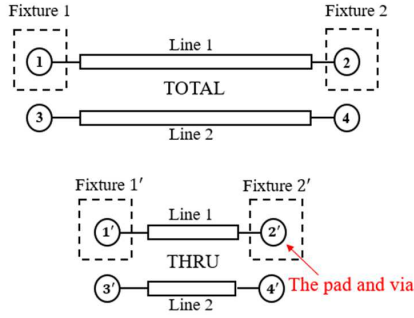 Fixture 1
Fixture 2
Line 1
1
2
TOTAL
3
4
Line 2
Fixture 1′
Fixture 2′
Line 1
1′
2′
THRU
The pad and via
3′
4′
Line 2